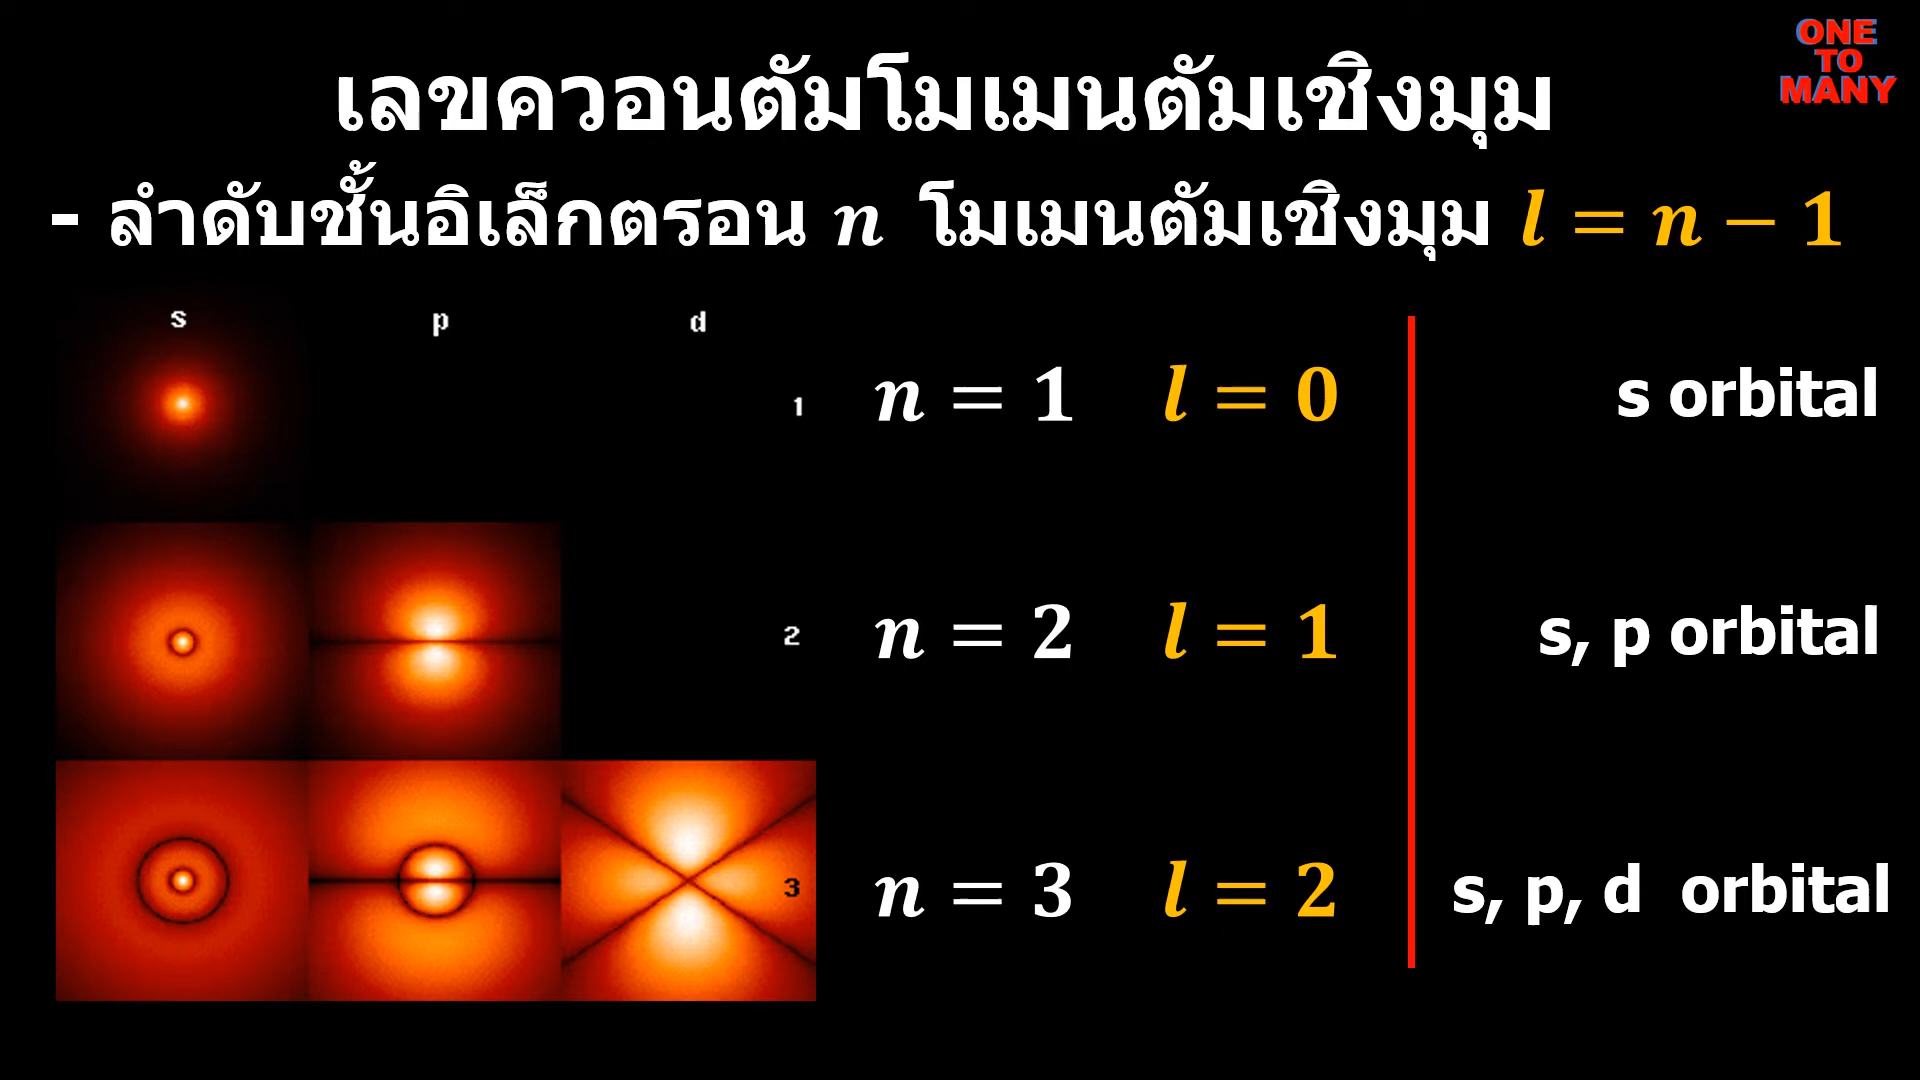 ONE
TO
MANY
เลขควอนตัมโมเมนตัมเชิงมุม
- ลำดับชั้นอิเล็กตรอน n โมเมนตัมเชิงมุม l = n − 1
s p d
1 n = 1 l = 0 s orbital
2 n = 2 l = 1 s, p orbital
3 n = 3 l = 2 s, p, d orbital